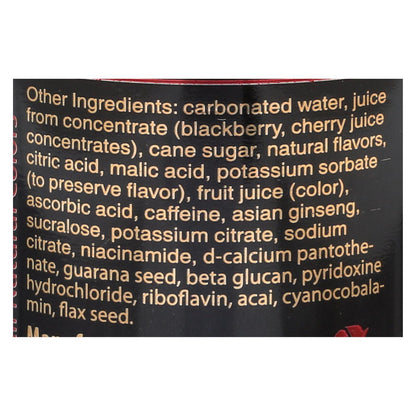 Other Ingredients: carbonated water, juice
from concentrate (blackberry, cherry juice
concentrates), cane sugar, natural flavors,
citric acid, malic acid, potassium sorbate
(to preserve flavor), fruit juice (color),
ascorbic acid, caffeine, asian ginseng,
sucralose, potassium citrate, sodium
citrate, niacinamide, d-calcium pantothe-
nate, guarana seed, beta glucan, pyridoxine
hydrochloride, riboflavin, acai, cyanocobala-
min, flax seed.